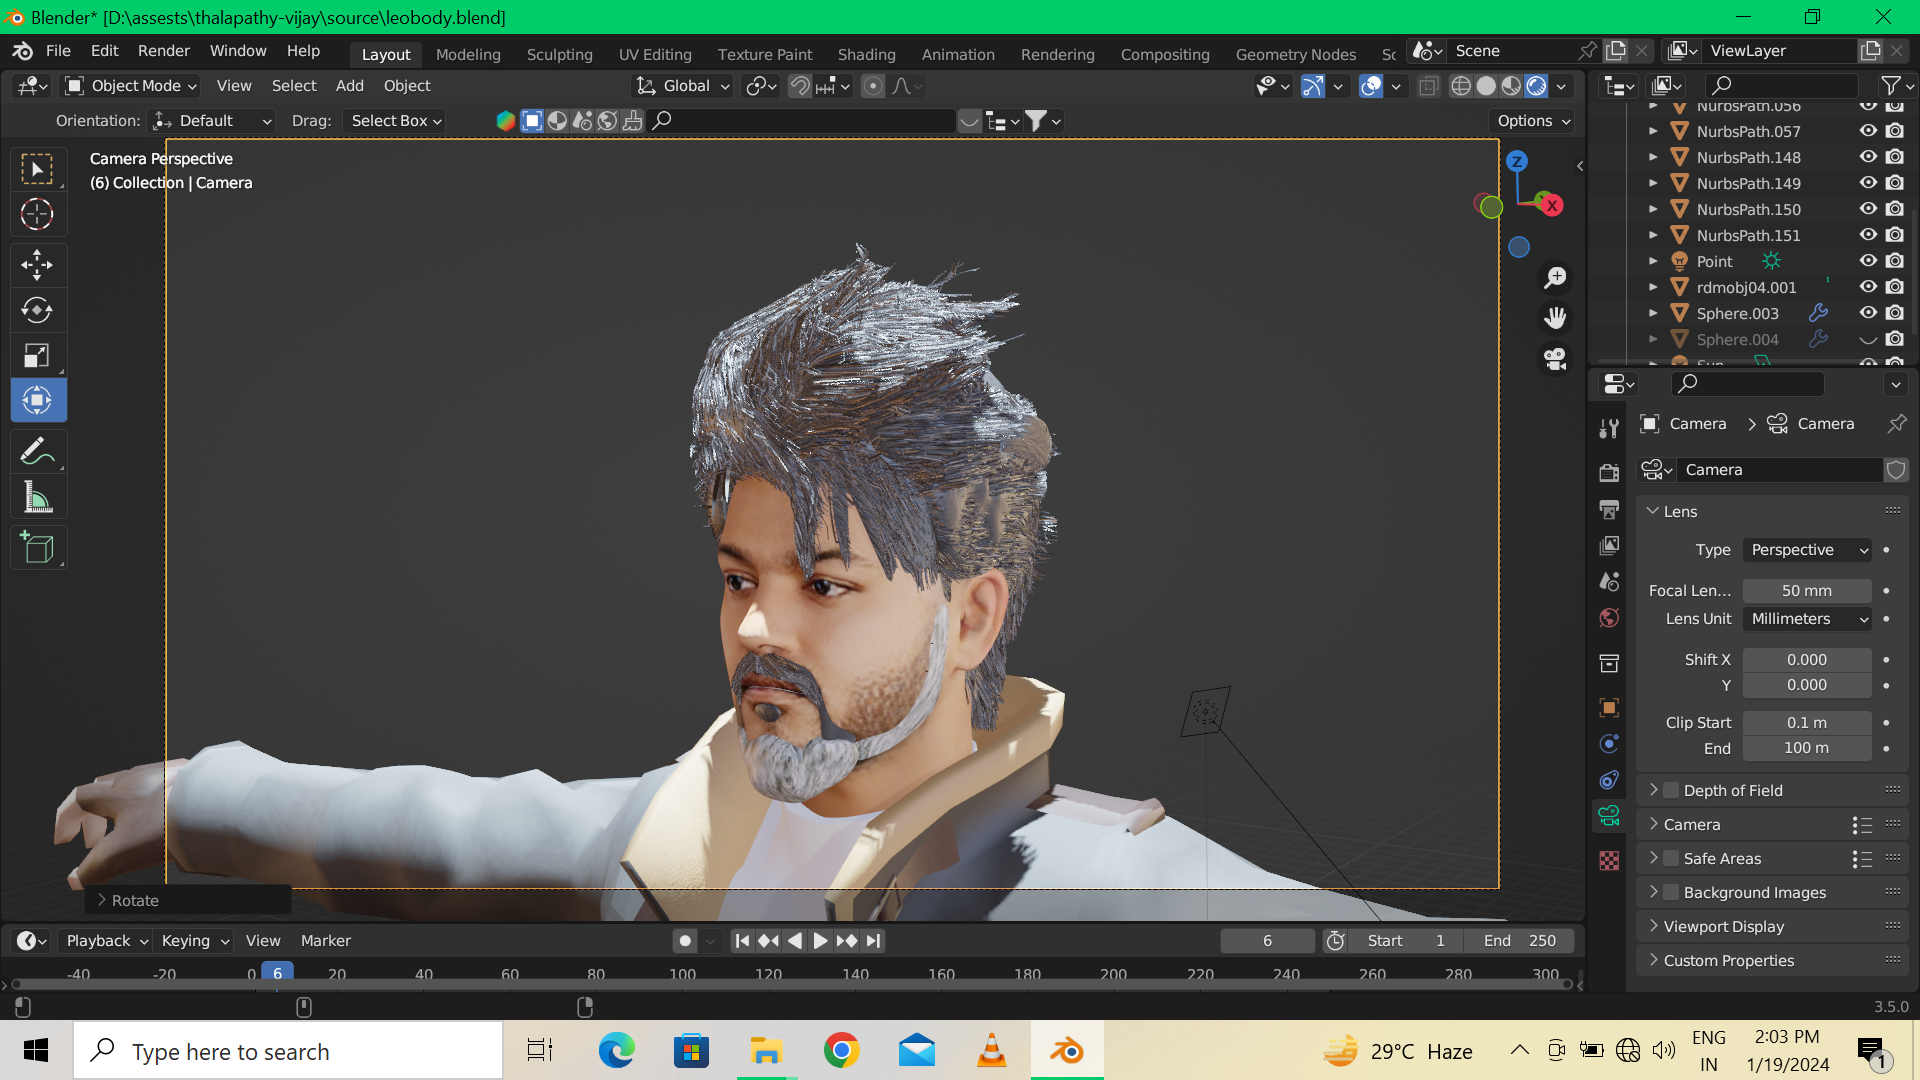 Blender* [D:\assests\thalapathy-vijay\source\leobody.blend]
File Edit Render Window Help Layout Modeling Sculpting UV Editing Texture Paint Shading Animation Rendering Compositing Geometry Nodes Sc Scene ViewLayer
Object Mode View Select Add Object Global
Orientation: Default Drag: Select Box Options
Camera Perspective
(6) Collection | Camera
Z
X
NurbsPath.056
NurbsPath.057
NurbsPath.148
NurbsPath.149
NurbsPath.150
NurbsPath.151
Point
rdmobj04.001
Sphere.003
Sphere.004
Sun
Camera > Camera
Camera
Lens
Type Perspective
Focal Len... 50 mm
Lens Unit Millimeters
Shift X 0.000
Y 0.000
Clip Start 0.1 m
End 100 m
Depth of Field
Camera
Safe Areas
Background Images
Viewport Display
Custom Properties
Rotate
Playback Keying View Marker 6 Start 1 End 250
-40 -20 0 6 20 40 60 80 100 120 140 160 180 200 220 240 260 280 300
3.5.0
Type here to search
29°C Haze
ENG
IN
2:03 PM
1/19/2024
1